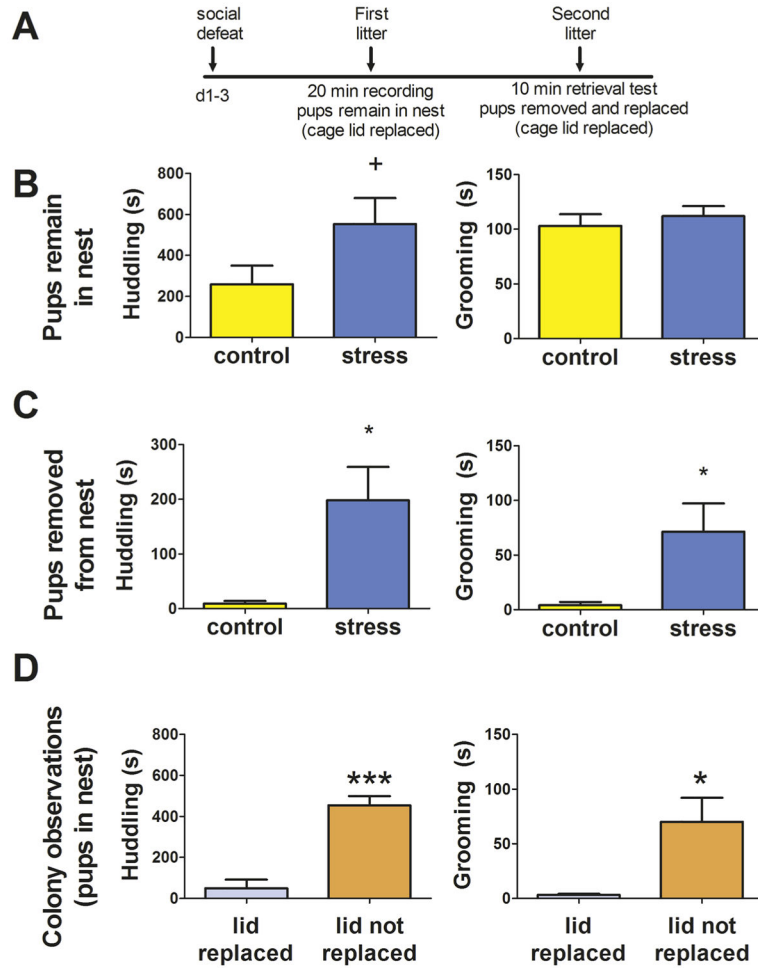 A
social
defeat
First
litter
Second
litter
d1-3
20 min recording
pups remain in nest
(cage lid replaced)
10 min retrieval test
pups removed and replaced
(cage lid replaced)
B
Pups remain
in nest
Huddling (s)
800
600
400
200
0
+
control
stress
Grooming (s)
150
100
50
0
control
stress
C
Pups removed
from nest
Huddling (s)
300
200
100
0
*
control
stress
Grooming (s)
150
100
50
0
*
control
stress
D
Colony observations
(pups in nest)
Huddling (s)
800
600
400
200
0
***
lid
replaced
lid not
replaced
Grooming (s)
150
100
50
0
*
lid
replaced
lid not
replaced